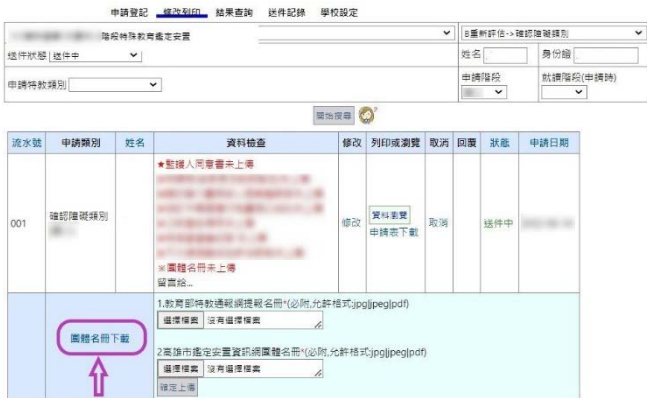 申請登記 修改列印 結果查詢 送件記錄 學校設定
階段特殊教育鑑定安置
B重新評估->確認障礙類別
送件狀態 送件中
姓名
身份證
申請特教類別
申請階段
就讀階段(申請時)
開始搜尋
流水號 申請類別 姓名 資料檢查 修改 列印或瀏覽 取消 回覆 狀態 申請日期
★監護人同意書未上傳
001 確認障礙類別 修改 資料瀏覽 取消 送件中
申請表下載
※團體名冊未上傳
留言給...
團體名冊下載
1.教育部特教通報網提報名冊*(必附,允許格式:jpg|jpeg|pdf)
選擇檔案 沒有選擇檔案
2高雄市鑑定安置資訊網團體名冊*(必附,允許格式:jpg|jpeg|pdf)
選擇檔案 沒有選擇檔案
確定上傳